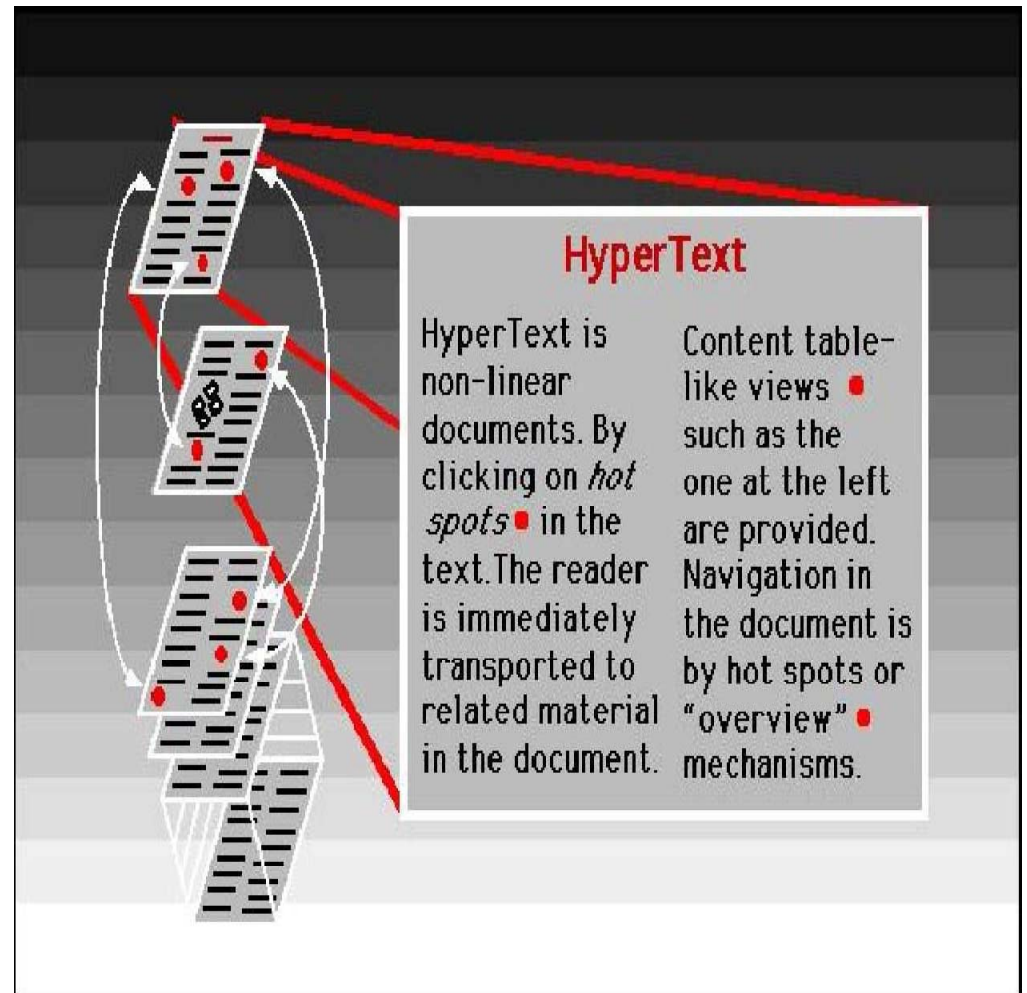 HyperText
HyperText is
non-linear
documents. By
clicking on hot
spots in the
text.The reader
is immediately
transported to
related material
in the document.
Content table-
like views
such as the
one at the left
are provided.
Navigation in
the document is
by hot spots or
“overview”
mechanisms.